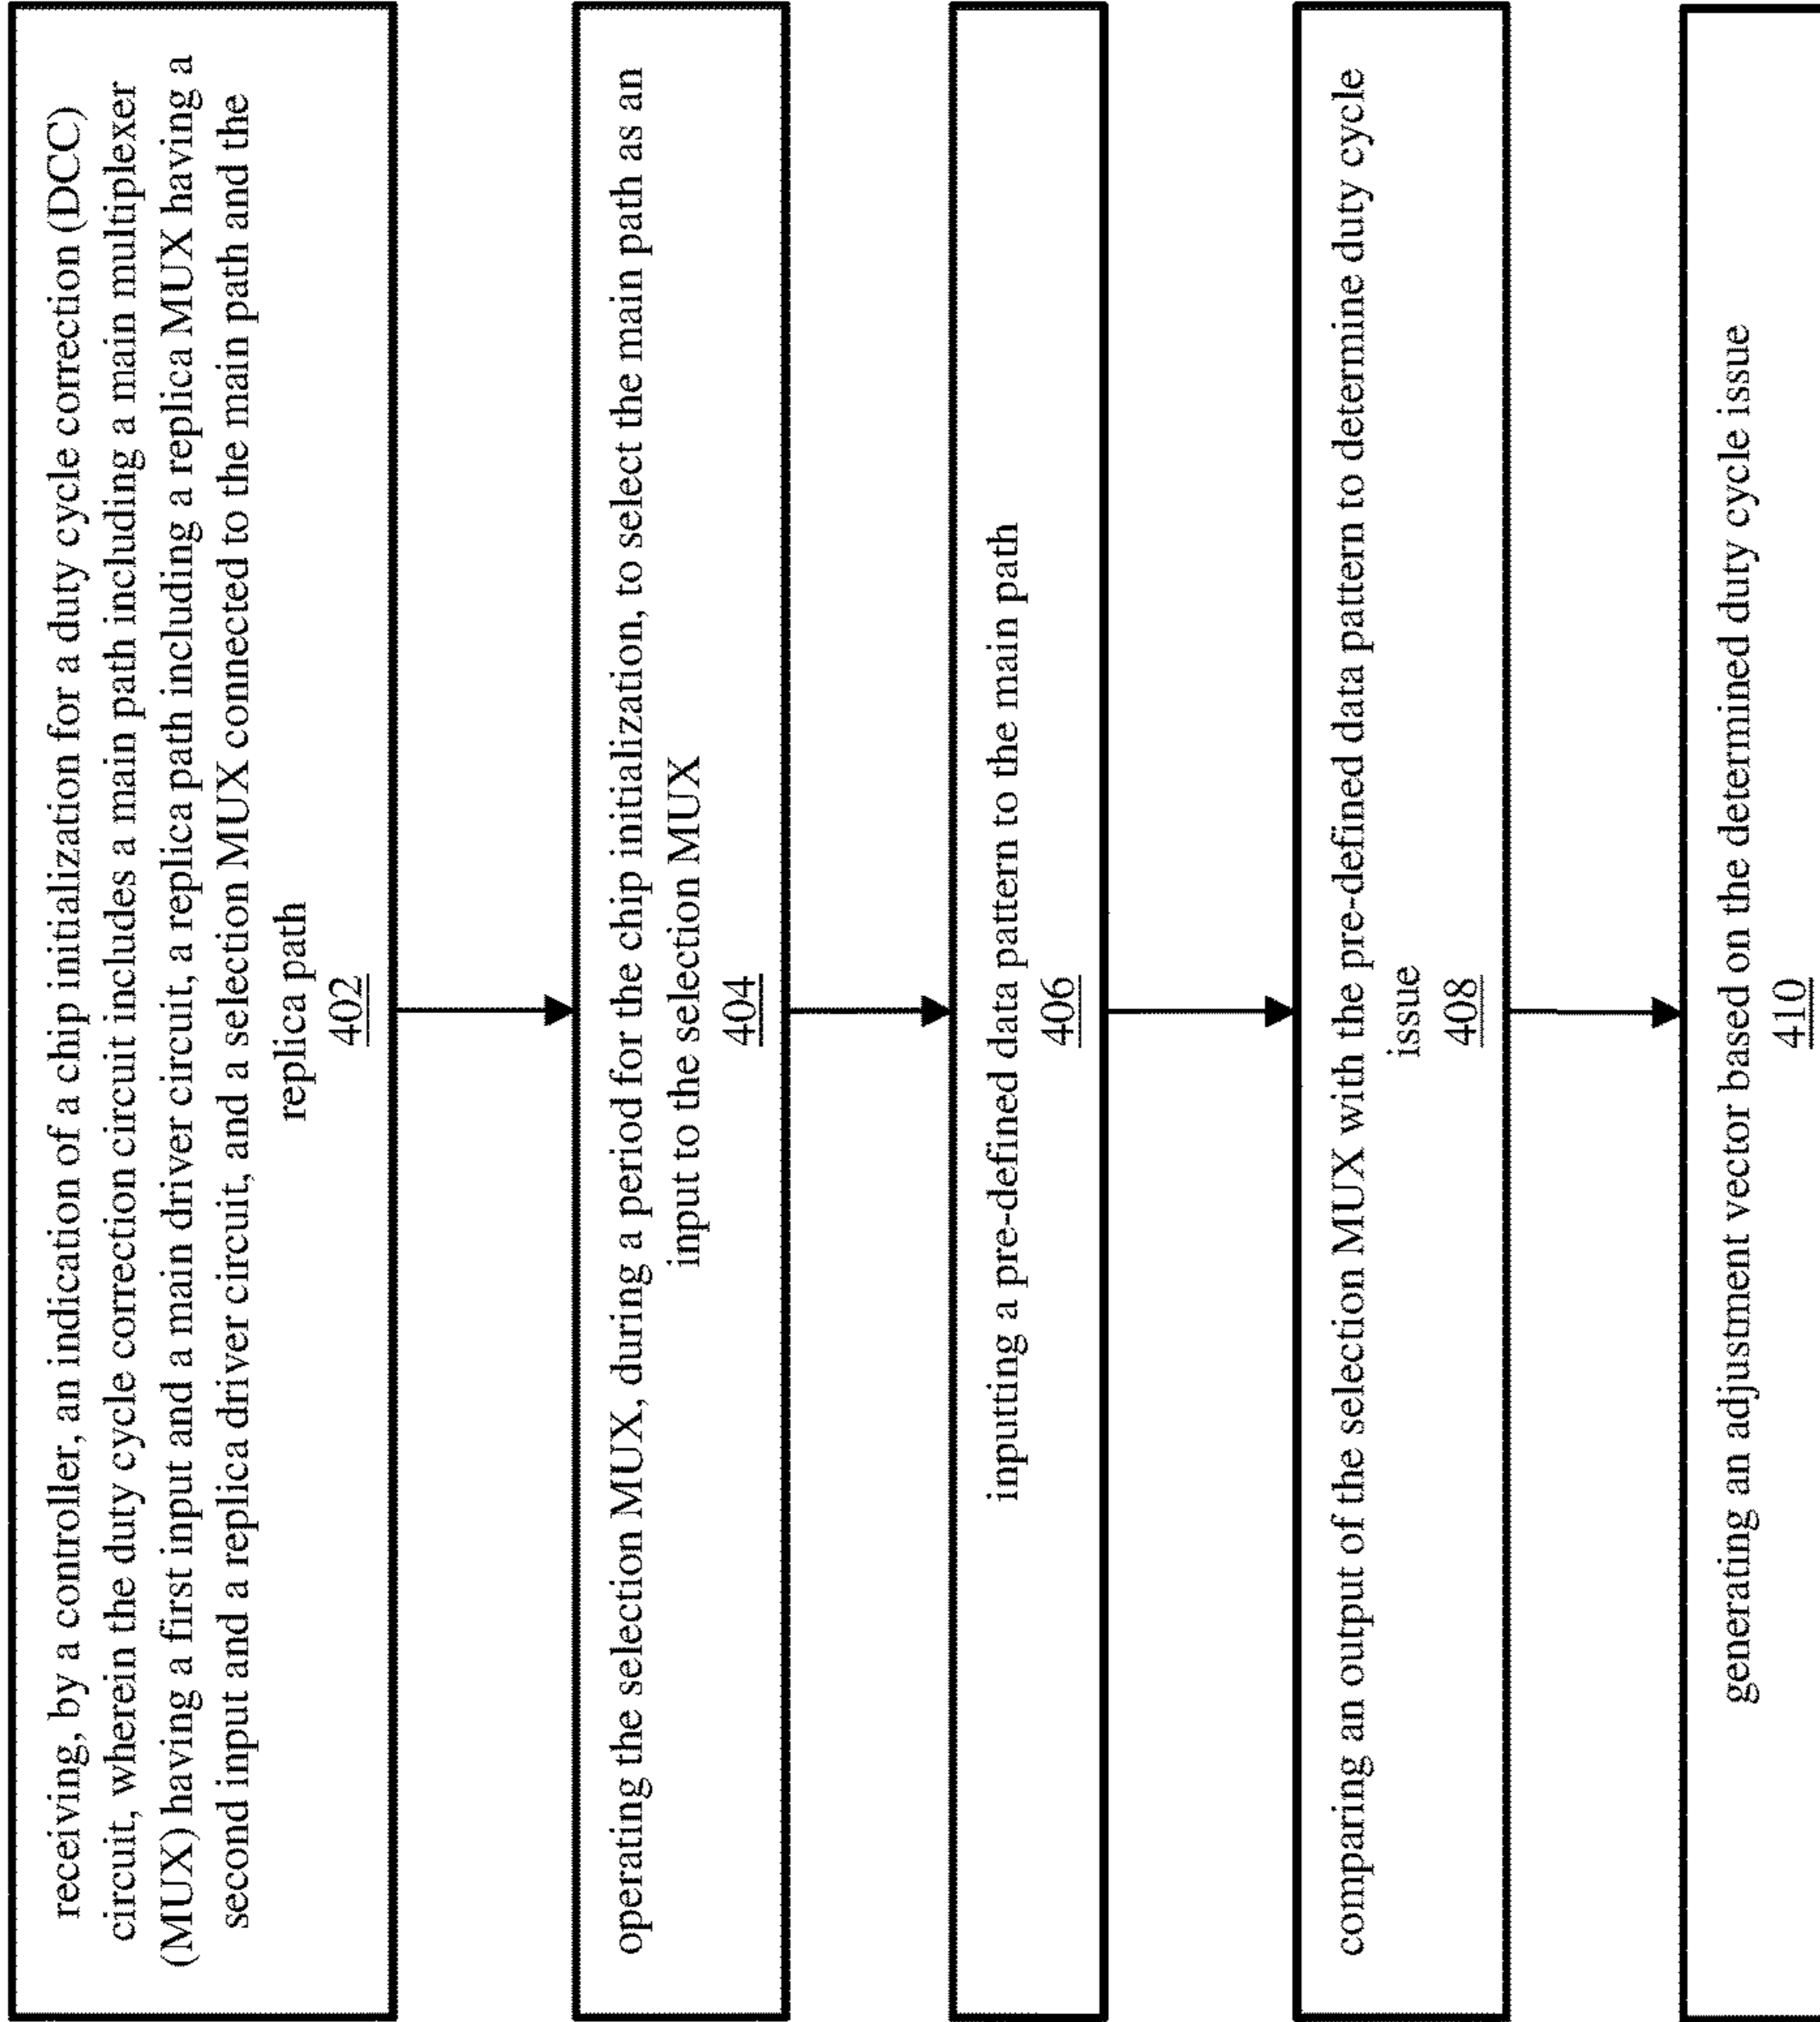 receiving, by a controller, an indication of a chip initialization for a duty cycle correction (DCC)
circuit, wherein the duty cycle correction circuit includes a main path including a main multiplexer
(MUX) having a first input and a main driver circuit, a replica path including a replica MUX having a
second input and a replica driver circuit, and a selection MUX connected to the main path and the
replica path
402
operating the selection MUX, during a period for the chip initialization, to select the main path as an
input to the selection MUX
404
inputting a pre-defined data pattern to the main path
406
comparing an output of the selection MUX with the pre-defined data pattern to determine duty cycle
issue
408
generating an adjustment vector based on the determined duty cycle issue
410